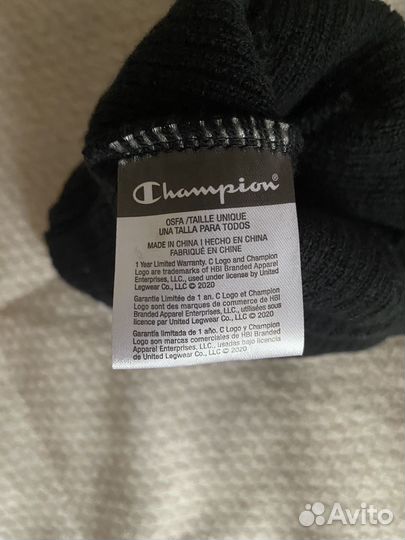 Champion
OSFA /TAILLE UNIQUE
UNA TALLA PARA TODOS
MADE IN CHINA I HECHO EN CHINA
FABRIQUÉ EN CHINE
1 Year Limited Warranty. C Logo and Champion
Logo are trademarks of HBI Branded Apparel
Enterprises, LLC., used under license by United
Legwear Co., LLC © 2020
Garantie Limitée de 1 an. C Logo et Champion
Logo sont des marques de commerce de HBI
Branded Apparel Enterprises, LLC., utilisées sous
licence par United Legwear Co., LLC © 2020
Garantía limitada de 1 año. C Logo y Champion
Logo son marcas comerciales de HBI Branded
Apparel Enterprises, LLC., usadas bajo licencia
de United Legwear Co., LLC © 2020
Avito